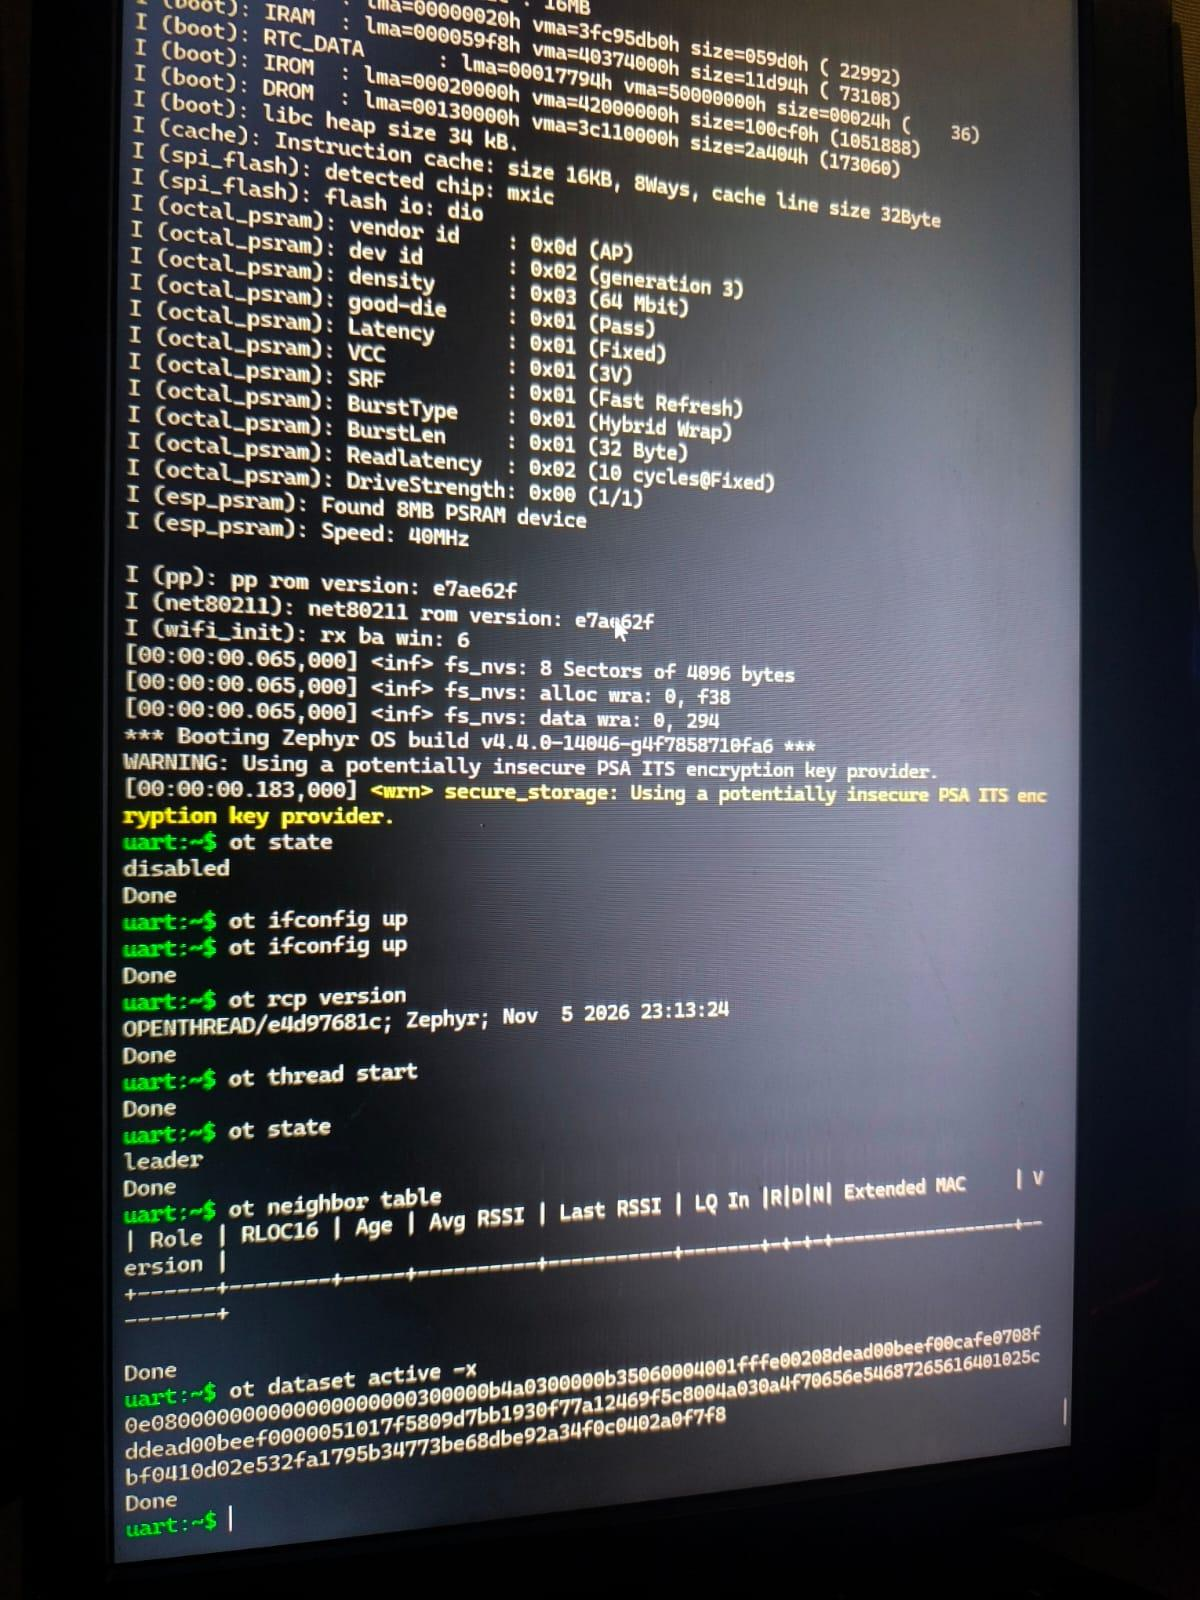 : 16MB
I (boot): : lma=00000020h vma=3fc95db0h size=059d0h ( 22992)
I (boot): IRAM : lma=000059f8h vma=40374000h size=11d94h ( 73108)
I (boot): RTC_DATA : lma=00017794h vma=50000000h size=00024h ( 36)
I (boot): IROM : lma=00020000h vma=42000000h size=100cf0h (1051888)
I (boot): DROM : lma=00130000h vma=3c110000h size=2a404h (173060)
I (boot): libc heap size 34 kB.
I (cache): Instruction cache: size 16KB, 8Ways, cache line size 32Byte
I (spi_flash): detected chip: mxic
I (spi_flash): flash io: dio
I (octal_psram): vendor id : 0x0d (AP)
I (octal_psram): dev id : 0x02 (generation 3)
I (octal_psram): density : 0x03 (64 Mbit)
I (octal_psram): good-die : 0x01 (Pass)
I (octal_psram): Latency : 0x01 (Fixed)
I (octal_psram): VCC : 0x01 (3V)
I (octal_psram): SRF : 0x01 (Fast Refresh)
I (octal_psram): BurstType : 0x01 (Hybrid Wrap)
I (octal_psram): BurstLen : 0x01 (32 Byte)
I (octal_psram): Readlatency : 0x02 (10 cycles@Fixed)
I (octal_psram): DriveStrength: 0x00 (1/1)
I (esp_psram): Found 8MB PSRAM device
I (esp_psram): Speed: 40MHz
I (pp): pp rom version: e7ae62f
I (net80211): net80211 rom version: e7ae62f
I (wifi_init): rx ba win: 6
[00:00:00.065,000] <inf> fs_nvs: 8 Sectors of 4096 bytes
[00:00:00.065,000] <inf> fs_nvs: alloc wra: 0, f38
[00:00:00.065,000] <inf> fs_nvs: data wra: 0, 294
*** Booting Zephyr OS build v4.4.0-14046-g4f7858710fa6 ***
WARNING: Using a potentially insecure PSA ITS encryption key provider.
[00:00:00.183,000] <wrn> secure_storage: Using a potentially insecure PSA ITS enc
ryption key provider.
uart:~$ ot state
disabled
Done
uart:~$ ot ifconfig up
uart:~$ ot ifconfig up
Done
uart:~$ ot rcp version
OPENTHREAD/e4d97681c; Zephyr; Nov  5 2026 23:13:24
Done
uart:~$ ot thread start
Done
uart:~$ ot state
leader
Done
uart:~$ ot neighbor table
| Role | RLOC16 | Age | Avg RSSI | Last RSSI | LQ In |R|D|N| Extended MAC     | V
ersion |
+------+--------+-----+----------+-----------+-------+-+-+-+------------------+--
-------+
Done
uart:~$ ot dataset active -x
0e080000000000000000000300000b4a0300000b35060004001fffe00208dead00beef00cafe0708f
ddead00beef0000051017f5809d7bb1930f77a12469f5c8004a030a4f70656e54687265616401025c
bf0410d02e532fa1795b34773be68dbe92a34f0c0402a0f7f8
Done
uart:~$